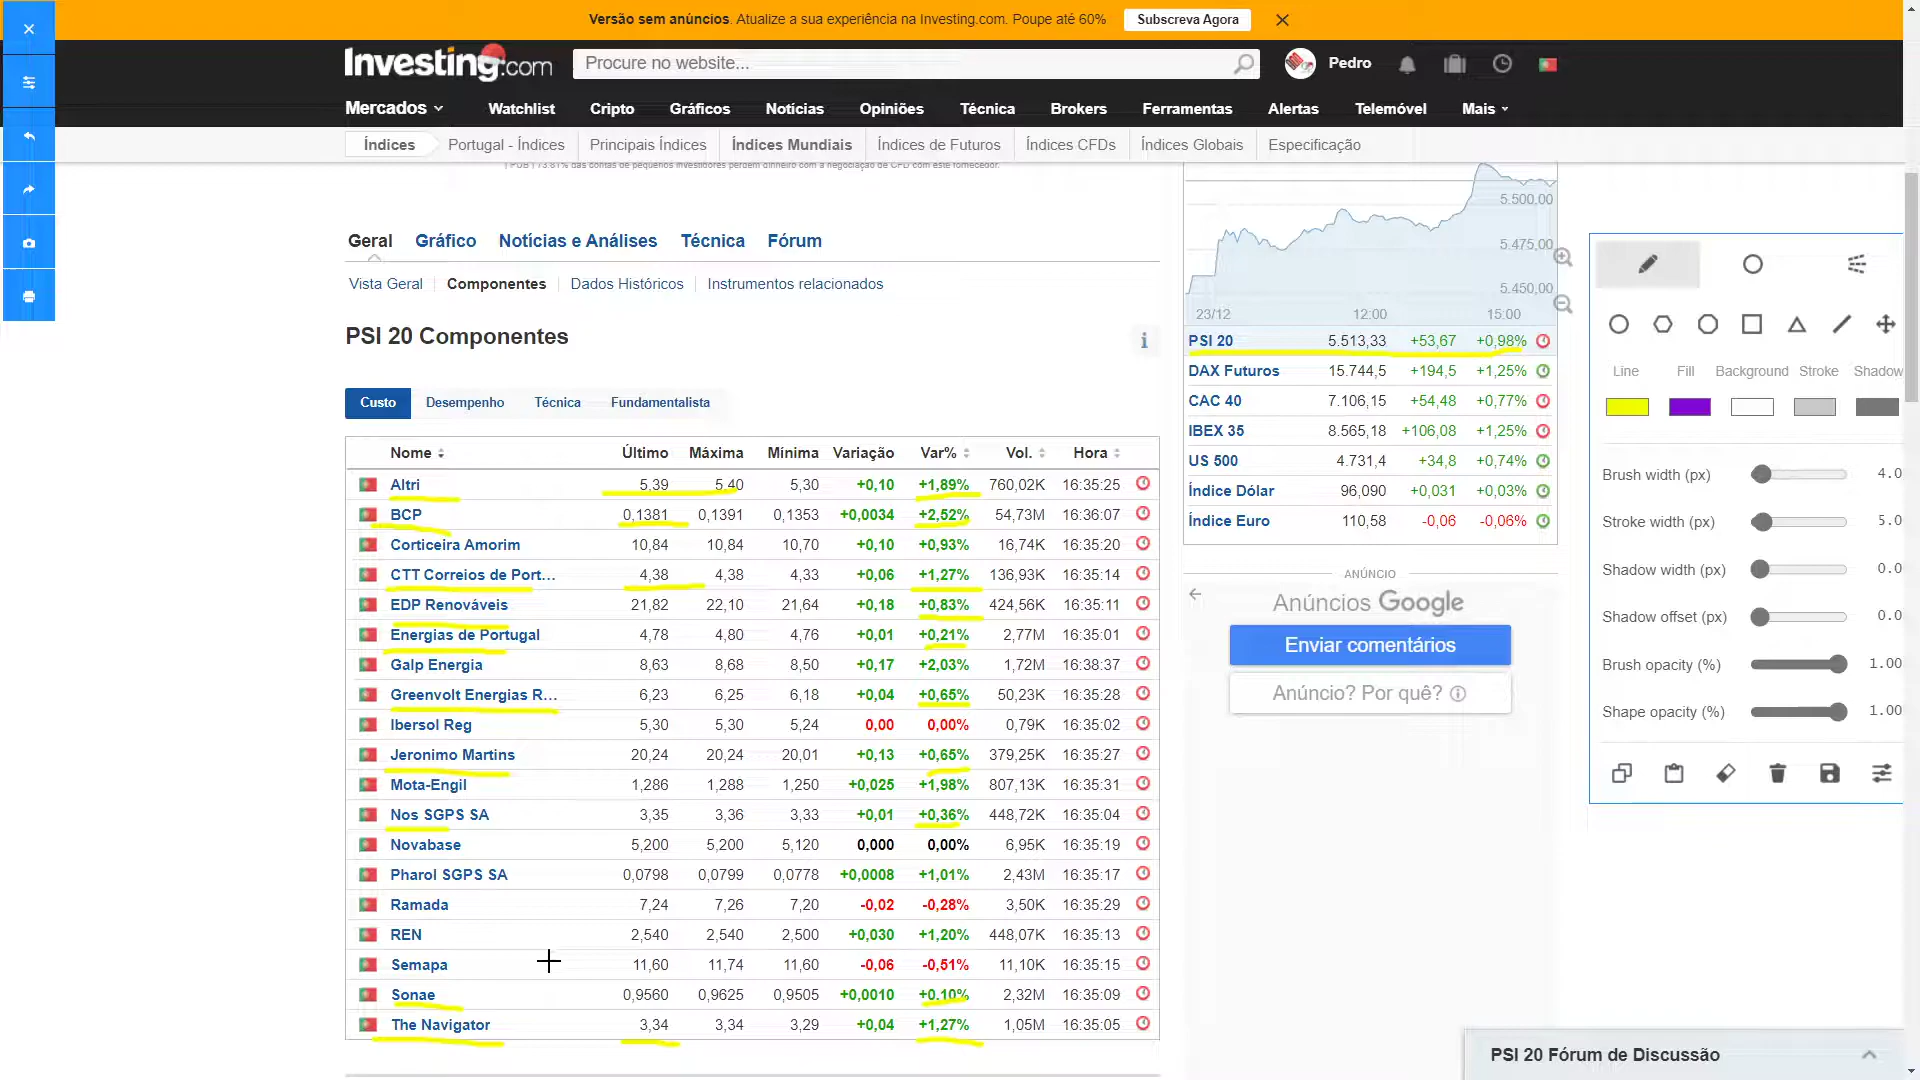 Versão sem anúncios. Atualize a sua experiência na Investing.com. Poupe até 60% Subscreva Agora
Investing.com Procure no website... Pedro
Mercados Watchlist Cripto Gráficos Notícias Opiniões Técnica Brokers Ferramentas Alertas Telemóvel Mais
Índices Portugal - Índices Principais Índices Índices Mundiais Índices de Futuros Índices CFDs Índices Globais Especificação
| PUB | 73.81% das contas de pequenos investidores perdem dinheiro com a negociação de CFD com este fornecedor.
Geral Gráfico Notícias e Análises Técnica Fórum
Vista Geral Componentes Dados Históricos Instrumentos relacionados
PSI 20 Componentes
Custo Desempenho Técnica Fundamentalista
Nome Último Máxima Mínima Variação Var% Vol. Hora
Altri 5,39 5,40 5,30 +0,10 +1,89% 760,02K 16:35:25
BCP 0,1381 0,1391 0,1353 +0,0034 +2,52% 54,73M 16:36:07
Corticeira Amorim 10,84 10,84 10,70 +0,10 +0,93% 16,74K 16:35:20
CTT Correios de Port... 4,38 4,38 4,33 +0,06 +1,27% 136,93K 16:35:14
EDP Renováveis 21,82 22,10 21,64 +0,18 +0,83% 424,56K 16:35:11
Energias de Portugal 4,78 4,80 4,76 +0,01 +0,21% 2,77M 16:35:01
Galp Energia 8,63 8,68 8,50 +0,17 +2,03% 1,72M 16:38:37
Greenvolt Energias R... 6,23 6,25 6,18 +0,04 +0,65% 50,23K 16:35:28
Ibersol Reg 5,30 5,30 5,24 0,00 0,00% 0,79K 16:35:02
Jeronimo Martins 20,24 20,24 20,01 +0,13 +0,65% 379,25K 16:35:27
Mota-Engil 1,286 1,288 1,250 +0,025 +1,98% 807,13K 16:35:31
Nos SGPS SA 3,35 3,36 3,33 +0,01 +0,36% 448,72K 16:35:04
Novabase 5,200 5,200 5,120 0,000 0,00% 6,95K 16:35:19
Pharol SGPS SA 0,0798 0,0799 0,0778 +0,0008 +1,01% 2,43M 16:35:17
Ramada 7,24 7,26 7,20 -0,02 -0,28% 3,50K 16:35:29
REN 2,540 2,540 2,500 +0,030 +1,20% 448,07K 16:35:13
Semapa 11,60 11,74 11,60 -0,06 -0,51% 11,10K 16:35:15
Sonae 0,9560 0,9625 0,9505 +0,0010 +0,10% 2,32M 16:35:09
The Navigator 3,34 3,34 3,29 +0,04 +1,27% 1,05M 16:35:05
5.500,00
5.475,00
5.450,00
23/12 12:00 15:00
PSI 20 5.513,33 +53,67 +0,98%
DAX Futuros 15.744,5 +194,5 +1,25%
CAC 40 7.106,15 +54,48 +0,77%
IBEX 35 8.565,18 +106,08 +1,25%
US 500 4.731,4 +34,8 +0,74%
Índice Dólar 96,090 +0,031 +0,03%
Índice Euro 110,58 -0,06 -0,06%
ANÚNCIO
Anúncios Google
Enviar comentários
Anúncio? Por quê?
Line Fill Background Stroke Shadow
Brush width (px) 4.0
Stroke width (px) 5.0
Shadow width (px) 0.0
Shadow offset (px) 0.0
Brush opacity (%) 1.00
Shape opacity (%) 1.00
PSI 20 Fórum de Discussão